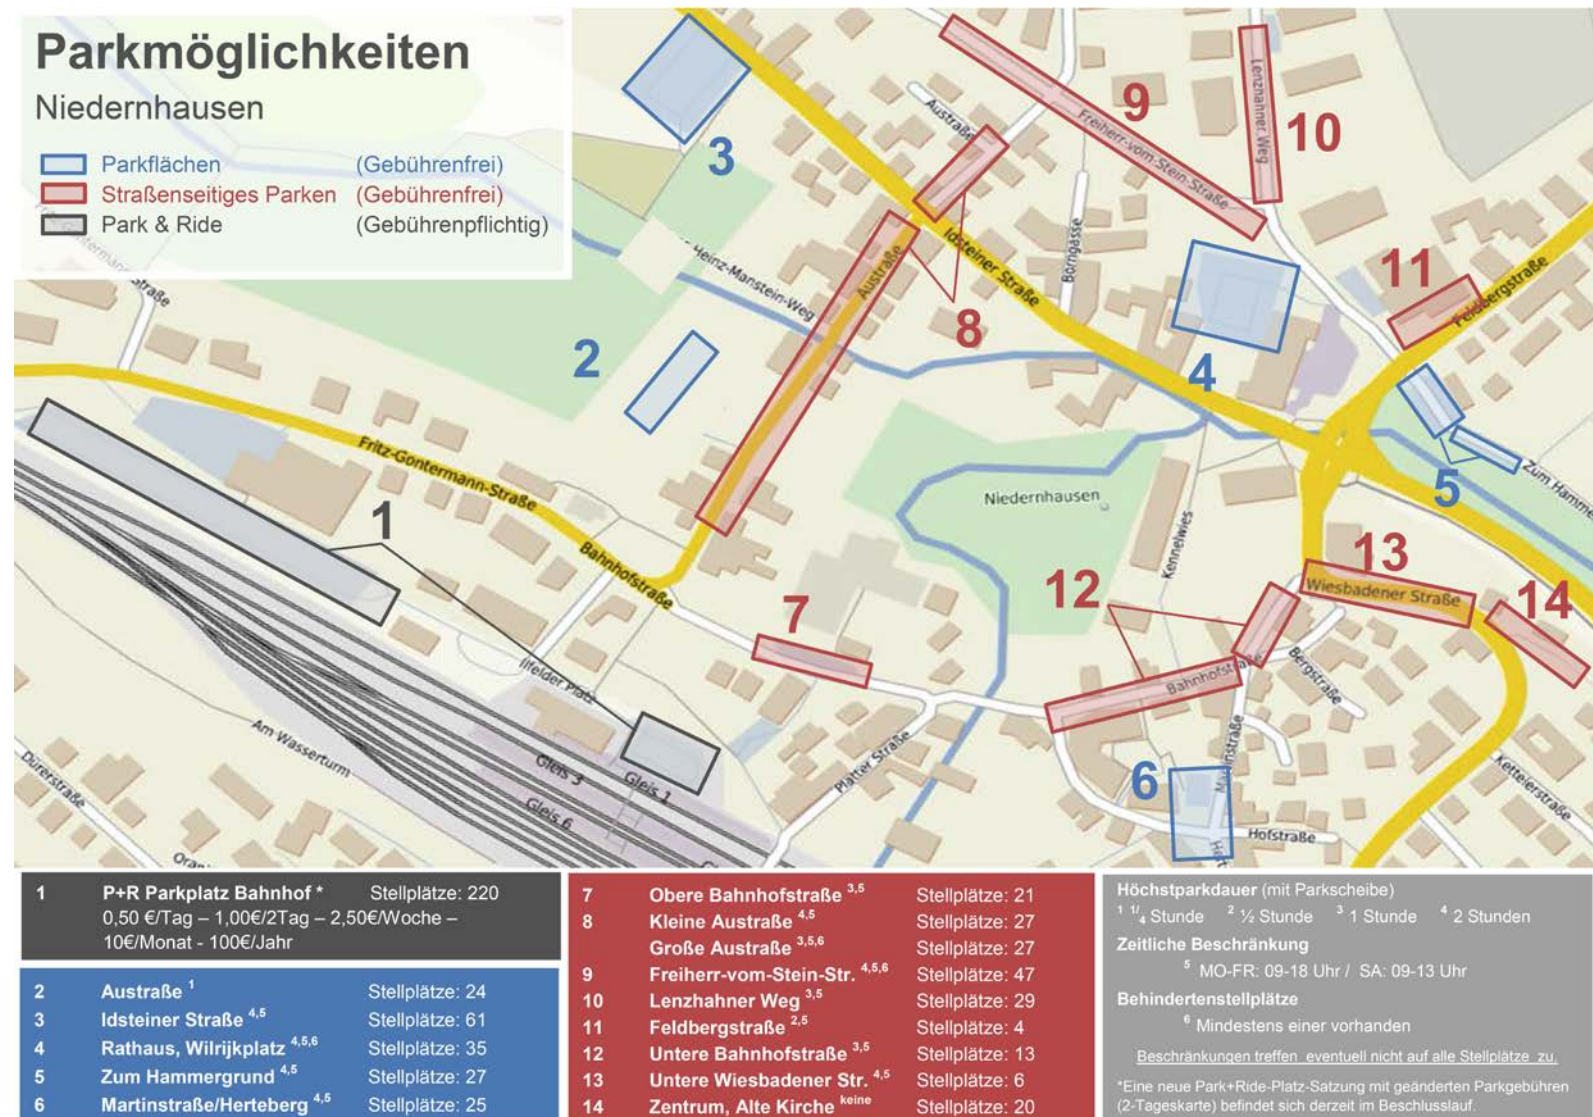 Parkmöglichkeiten
Niedernhausen
Parkflächen (Gebührenfrei)
Straßenseitiges Parken (Gebührenfrei)
Park & Ride (Gebührenpflichtig)
1
2
3
4
5
6
7
8
9
10
11
12
13
14
Austraße
Freiherr-vom-Stein-Straße
Lenzhahner Weg
Idsteiner Straße
Borngasse
Heinz-Manstein-Weg
Austraße
Feldbergstraße
Fritz-Gontermann-Straße
Bahnhofstraße
Niedernhausen
Kennelwies
Zum Hamme
Wiesbadener Straße
Ilfelder Platz
Bahnhofstraße
Bergstraße
Am Wasserturm
Gleis 3
Gleis 1
Gleis 6
Platter Straße
Dürerstraße
Hofstraße
Ketteierstraße
1 P+R Parkplatz Bahnhof * Stellplätze: 220
0,50 €/Tag – 1,00€/2Tag – 2,50€/Woche –
10€/Monat - 100€/Jahr
2 Austraße 1 Stellplätze: 24
3 Idsteiner Straße 4,5 Stellplätze: 61
4 Rathaus, Wilrijkplatz 4,5,6 Stellplätze: 35
5 Zum Hammergrund 4,5 Stellplätze: 27
6 Martinstraße/Herteberg 4,5 Stellplätze: 25
7 Obere Bahnhofstraße 3,5 Stellplätze: 21
8 Kleine Austraße 4,5 Stellplätze: 27
Große Austraße 3,5,6 Stellplätze: 27
9 Freiherr-vom-Stein-Str. 4,5,6 Stellplätze: 47
10 Lenzhahner Weg 3,5 Stellplätze: 29
11 Feldbergstraße 2,5 Stellplätze: 4
12 Untere Bahnhofstraße 3,5 Stellplätze: 13
13 Untere Wiesbadener Str. 4,5 Stellplätze: 6
14 Zentrum, Alte Kirche keine Stellplätze: 20
Höchstparkdauer (mit Parkscheibe)
1 1/4 Stunde 2 ½ Stunde 3 1 Stunde 4 2 Stunden
Zeitliche Beschränkung
5 MO-FR: 09-18 Uhr / SA: 09-13 Uhr
Behindertenstellplätze
6 Mindestens einer vorhanden
Beschränkungen treffen eventuell nicht auf alle Stellplätze zu.
*Eine neue Park+Ride-Platz-Satzung mit geänderten Parkgebühren
(2-Tageskarte) befindet sich derzeit im Beschlusslauf.